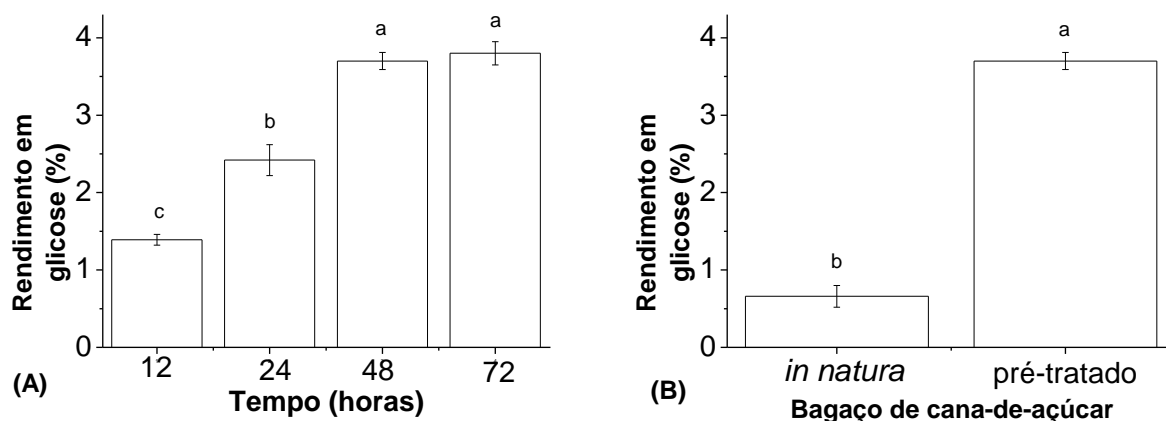 Rendimento em
glicose (%)
4
3
2
1
0
c
b
a
a
12
24
48
72
Tempo (horas)
(A)
Rendimento em
glicose (%)
4
3
2
1
0
b
a
in natura
pré-tratado
Bagaço de cana-de-açúcar
(B)